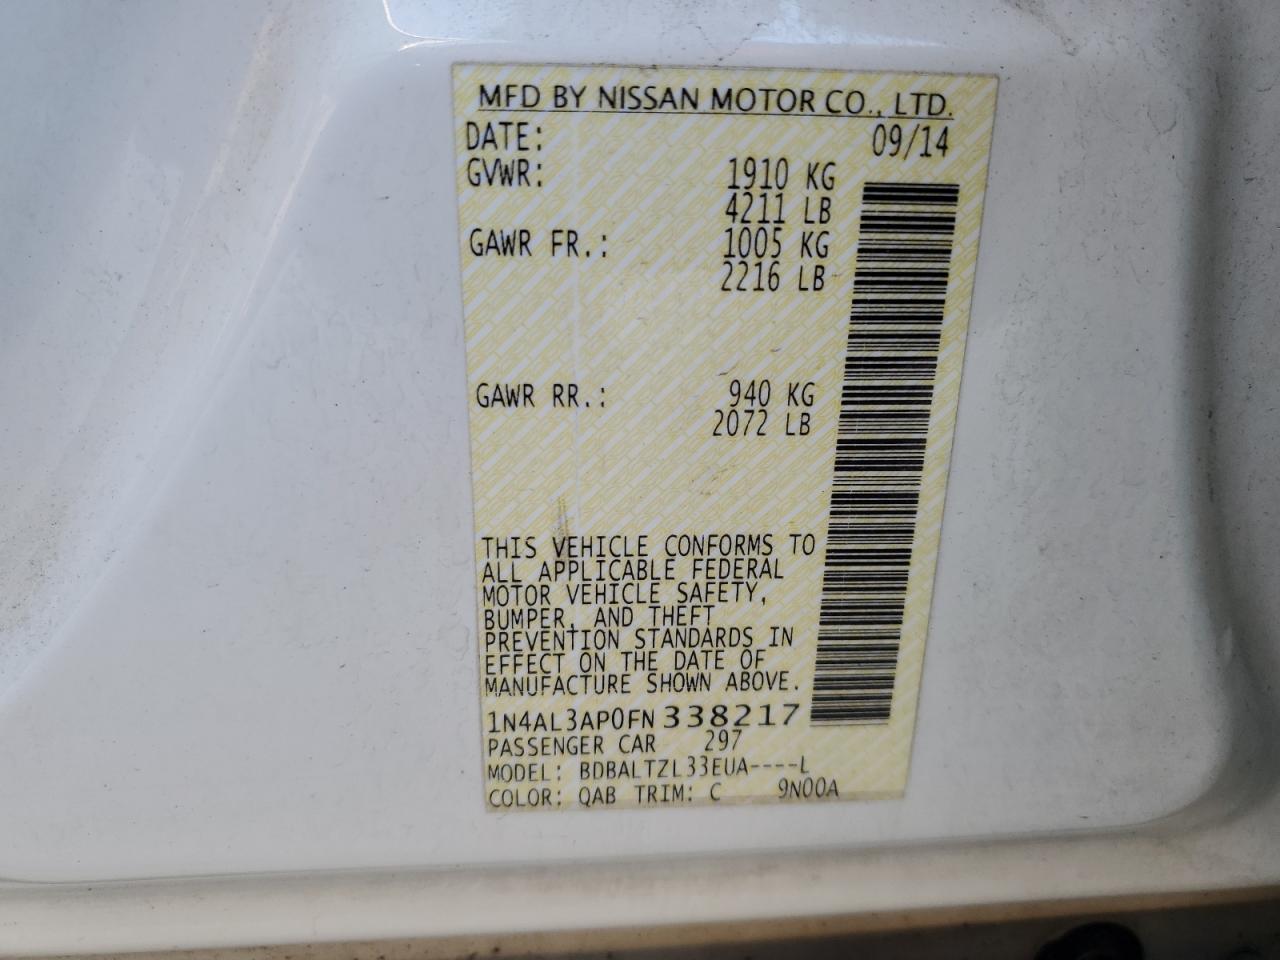 MFD BY NISSAN MOTOR CO., LTD.
DATE: 09/14
GVWR: 1910 KG
4211 LB
GAWR FR.: 1005 KG
2216 LB
GAWR RR.: 940 KG
2072 LB
THIS VEHICLE CONFORMS TO
ALL APPLICABLE FEDERAL
MOTOR VEHICLE SAFETY,
BUMPER, AND THEFT
PREVENTION STANDARDS IN
EFFECT ON THE DATE OF
MANUFACTURE SHOWN ABOVE.
1N4AL3AP0FN 338217
PASSENGER CAR 297
MODEL: BDBALTZL33EUA----L
COLOR: QAB TRIM: C 9N00A